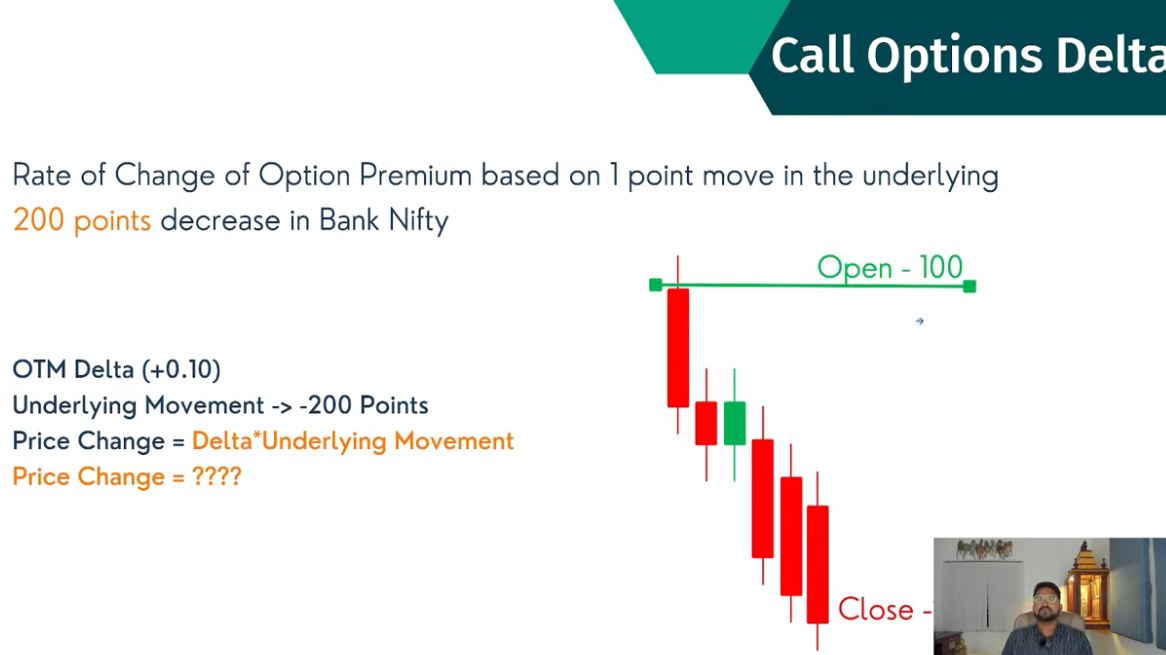 Call Options Delta
Rate of Change of Option Premium based on 1 point move in the underlying
200 points decrease in Bank Nifty
Open - 100
OTM Delta (+0.10)
Underlying Movement -> -200 Points
Price Change = Delta*Underlying Movement
Price Change = ????
Close -